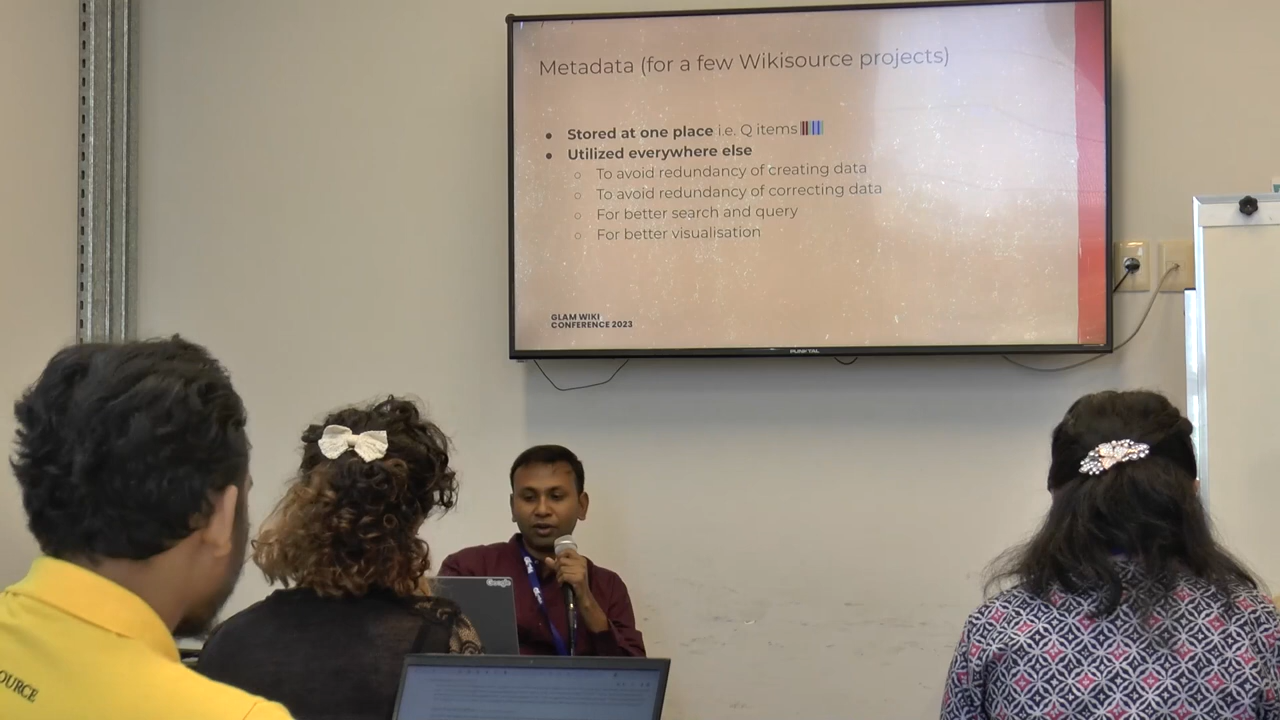 Metadata (for a few Wikisource projects)
● Stored at one place i.e. Q items
● Utilized everywhere else
○ To avoid redundancy of creating data
○ To avoid redundancy of correcting data
○ For better search and query
○ For better visualisation
GLAM WIKI
CONFERENCE 2023
PUNKTAL
Google
OURCE